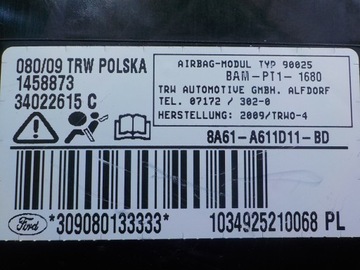 080/09 TRW POLSKA
1458873
34022615 C
AIRBAG-MODUL TYP 90025
BAM-PT1-1680
TRW AUTOMOTIVE GMBH. ALFDORF
TEL. 07172 / 302-0
HERSTELLUNG: 2009/TRWO-4
8A61-A611D11-BD
Ford
*309080133333*
1034925210068 PL